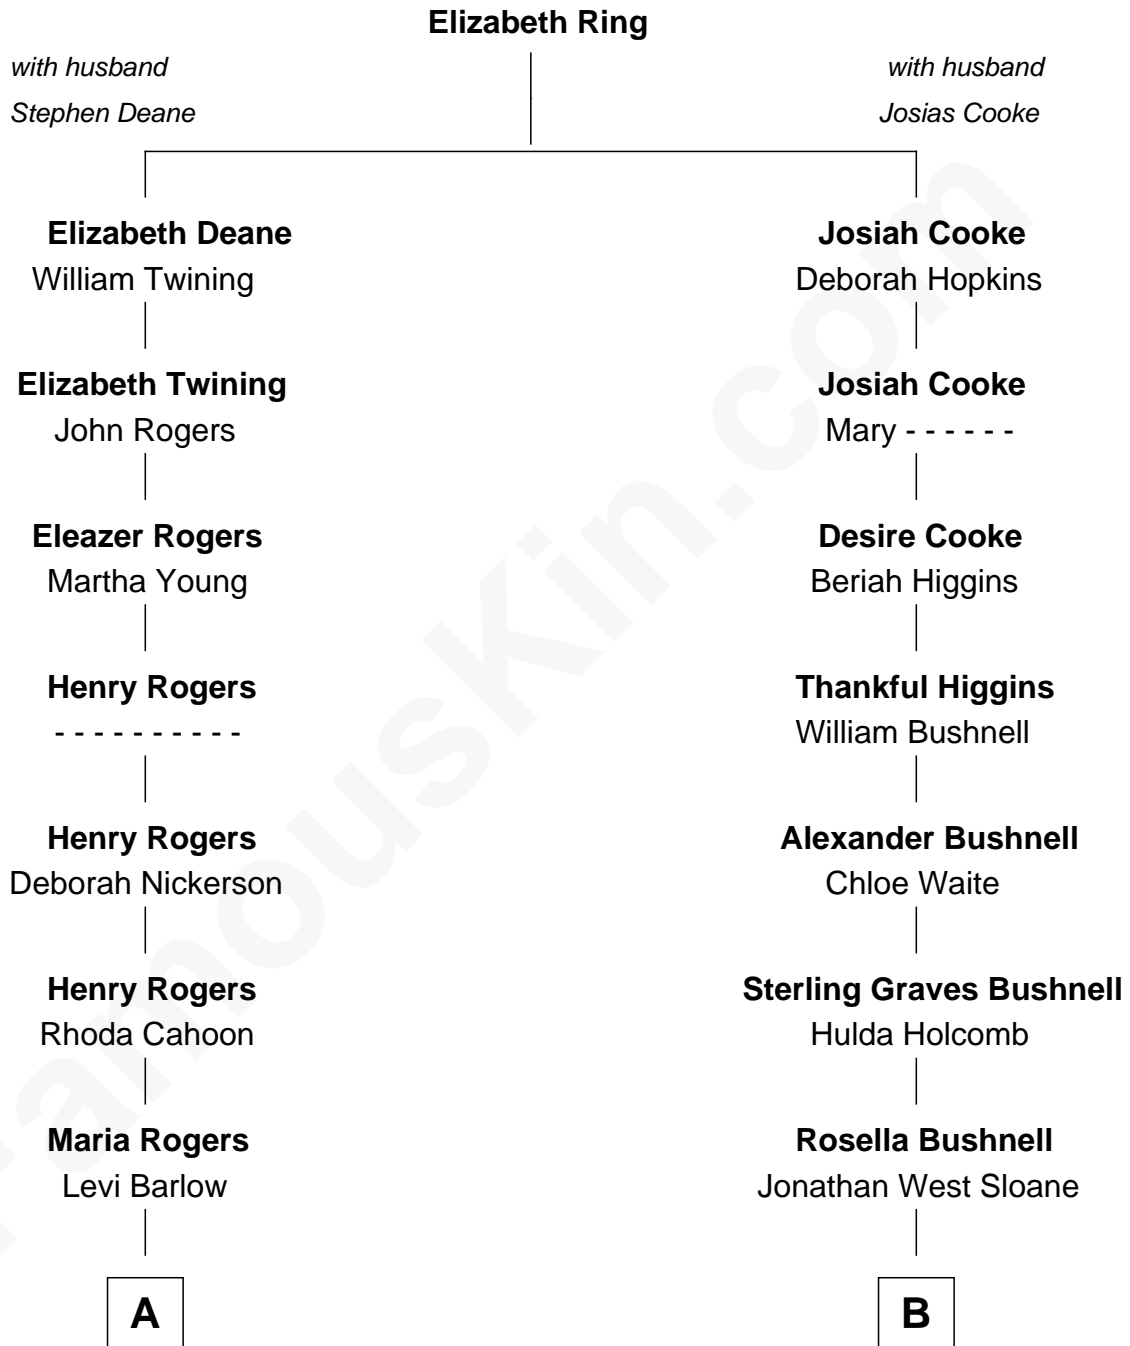 Elizabeth Ring
with husband
Stephen Deane
with husband
Josias Cooke
Elizabeth Deane
William Twining
Josiah Cooke
Deborah Hopkins
Elizabeth Twining
John Rogers
Josiah Cooke
Mary - - - - - -
Eleazer Rogers
Martha Young
Desire Cooke
Beriah Higgins
Henry Rogers
- - - - - - - - - -
Thankful Higgins
William Bushnell
Henry Rogers
Deborah Nickerson
Alexander Bushnell
Chloe Waite
Henry Rogers
Rhoda Cahoon
Sterling Graves Bushnell
Hulda Holcomb
Maria Rogers
Levi Barlow
Rosella Bushnell
Jonathan West Sloane
A
B
FamousKin.com